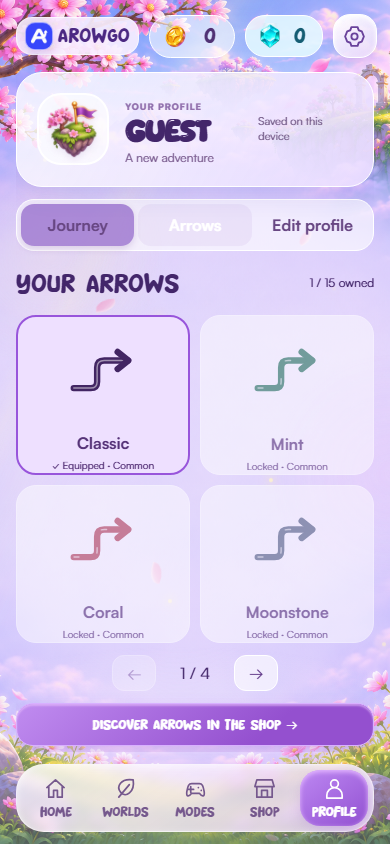 AROWGO
0
0
YOUR PROFILE
GUEST
A new adventure
Saved on this
device
Journey
Arrows
Edit profile
YOUR ARROWS
1 / 15 owned
Classic
✓ Equipped · Common
Mint
Locked · Common
Coral
Locked · Common
Moonstone
Locked · Common
← 1 / 4 →
DISCOVER ARROWS IN THE SHOP →
HOME
WORLDS
MODES
SHOP
PROFILE